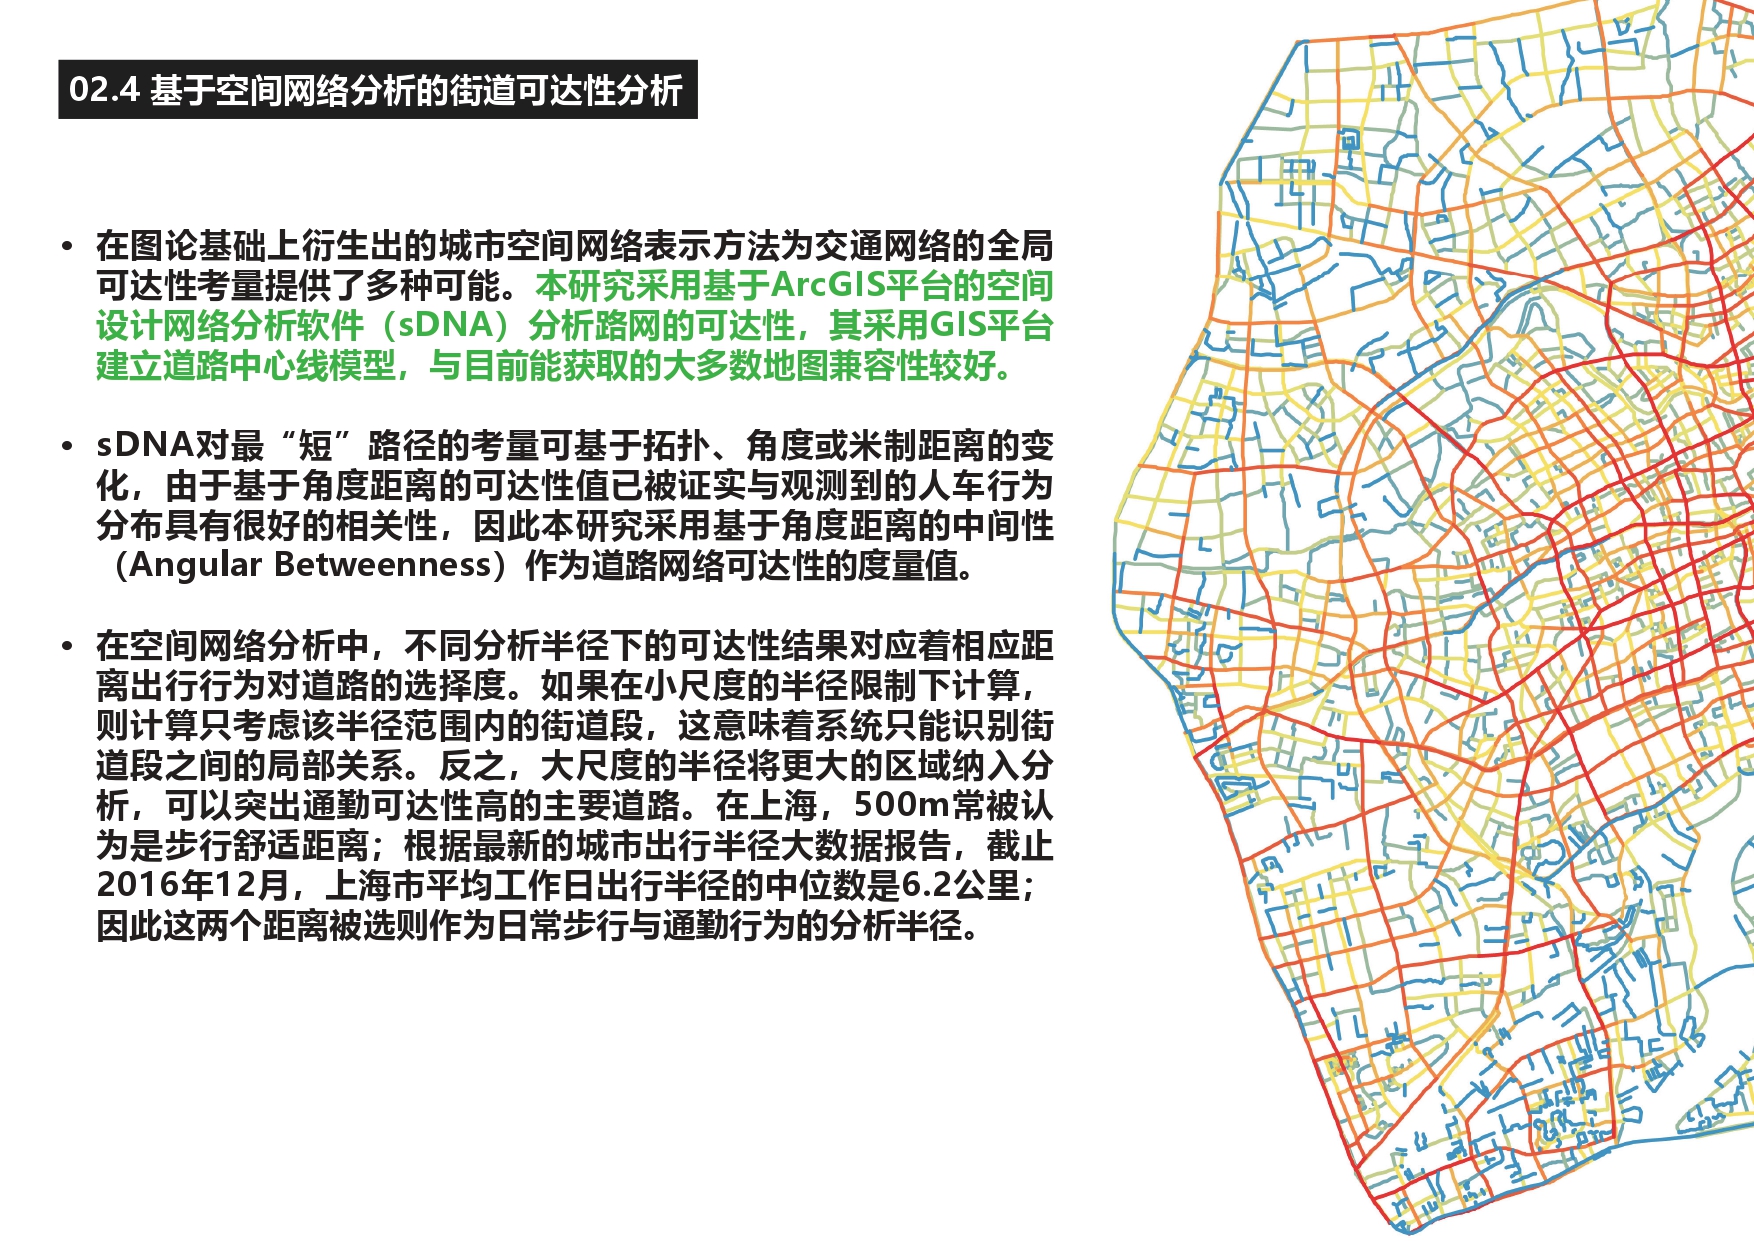 02.4 基于空间网络分析的街道可达性分析
• 在图论基础上衍生出的城市空间网络表示方法为交通网络的全局
可达性考量提供了多种可能。本研究采用基于ArcGIS平台的空间
设计网络分析软件（sDNA）分析路网的可达性，其采用GIS平台
建立道路中心线模型，与目前能获取的大多数地图兼容性较好。
• sDNA对最“短”路径的考量可基于拓扑、角度或米制距离的变
化，由于基于角度距离的可达性值已被证实与观测到的人车行为
分布具有很好的相关性，因此本研究采用基于角度距离的中间性
（Angular Betweenness）作为道路网络可达性的度量值。
• 在空间网络分析中，不同分析半径下的可达性结果对应着相应距
离出行行为对道路的选择度。如果在小尺度的半径限制下计算，
则计算只考虑该半径范围内的街道段，这意味着系统只能识别街
道段之间的局部关系。反之，大尺度的半径将更大的区域纳入分
析，可以突出通勤可达性高的主要道路。在上海，500m常被认
为是步行舒适距离；根据最新的城市出行半径大数据报告，截止
2016年12月，上海市平均工作日出行半径的中位数是6.2公里；
因此这两个距离被选则作为日常步行与通勤行为的分析半径。